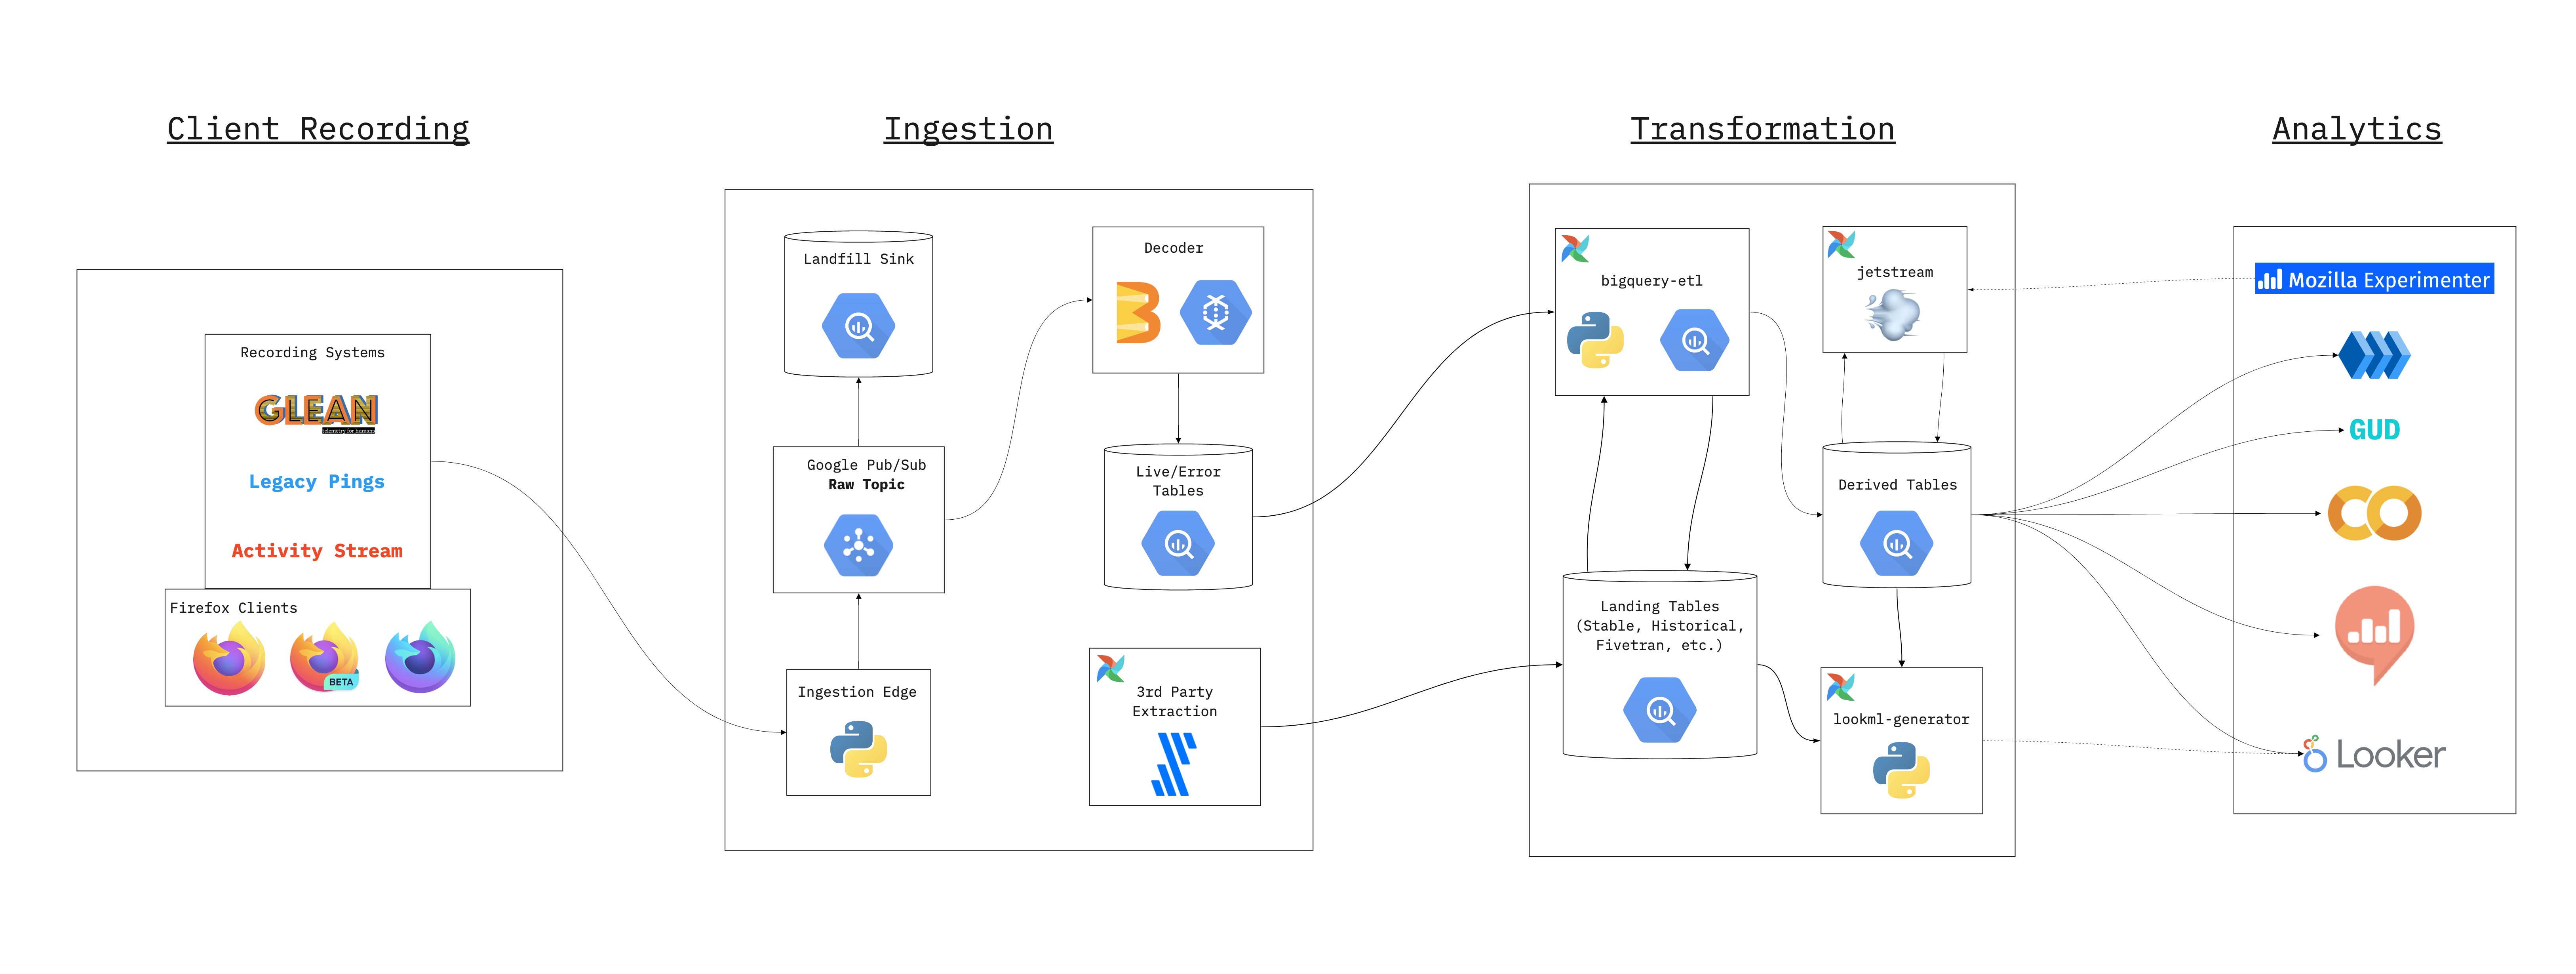 Client Recording
Ingestion
Transformation
Analytics
Recording Systems
GLEAN
telemetry for humans
Legacy Pings
Activity Stream
Firefox Clients
BETA
Landfill Sink
Google Pub/Sub
Raw Topic
Ingestion Edge
Decoder
Live/Error
Tables
3rd Party
Extraction
bigquery-etl
Landing Tables
(Stable, Historical,
Fivetran, etc.)
jetstream
Derived Tables
lookml-generator
Mozilla Experimenter
GUD
Looker